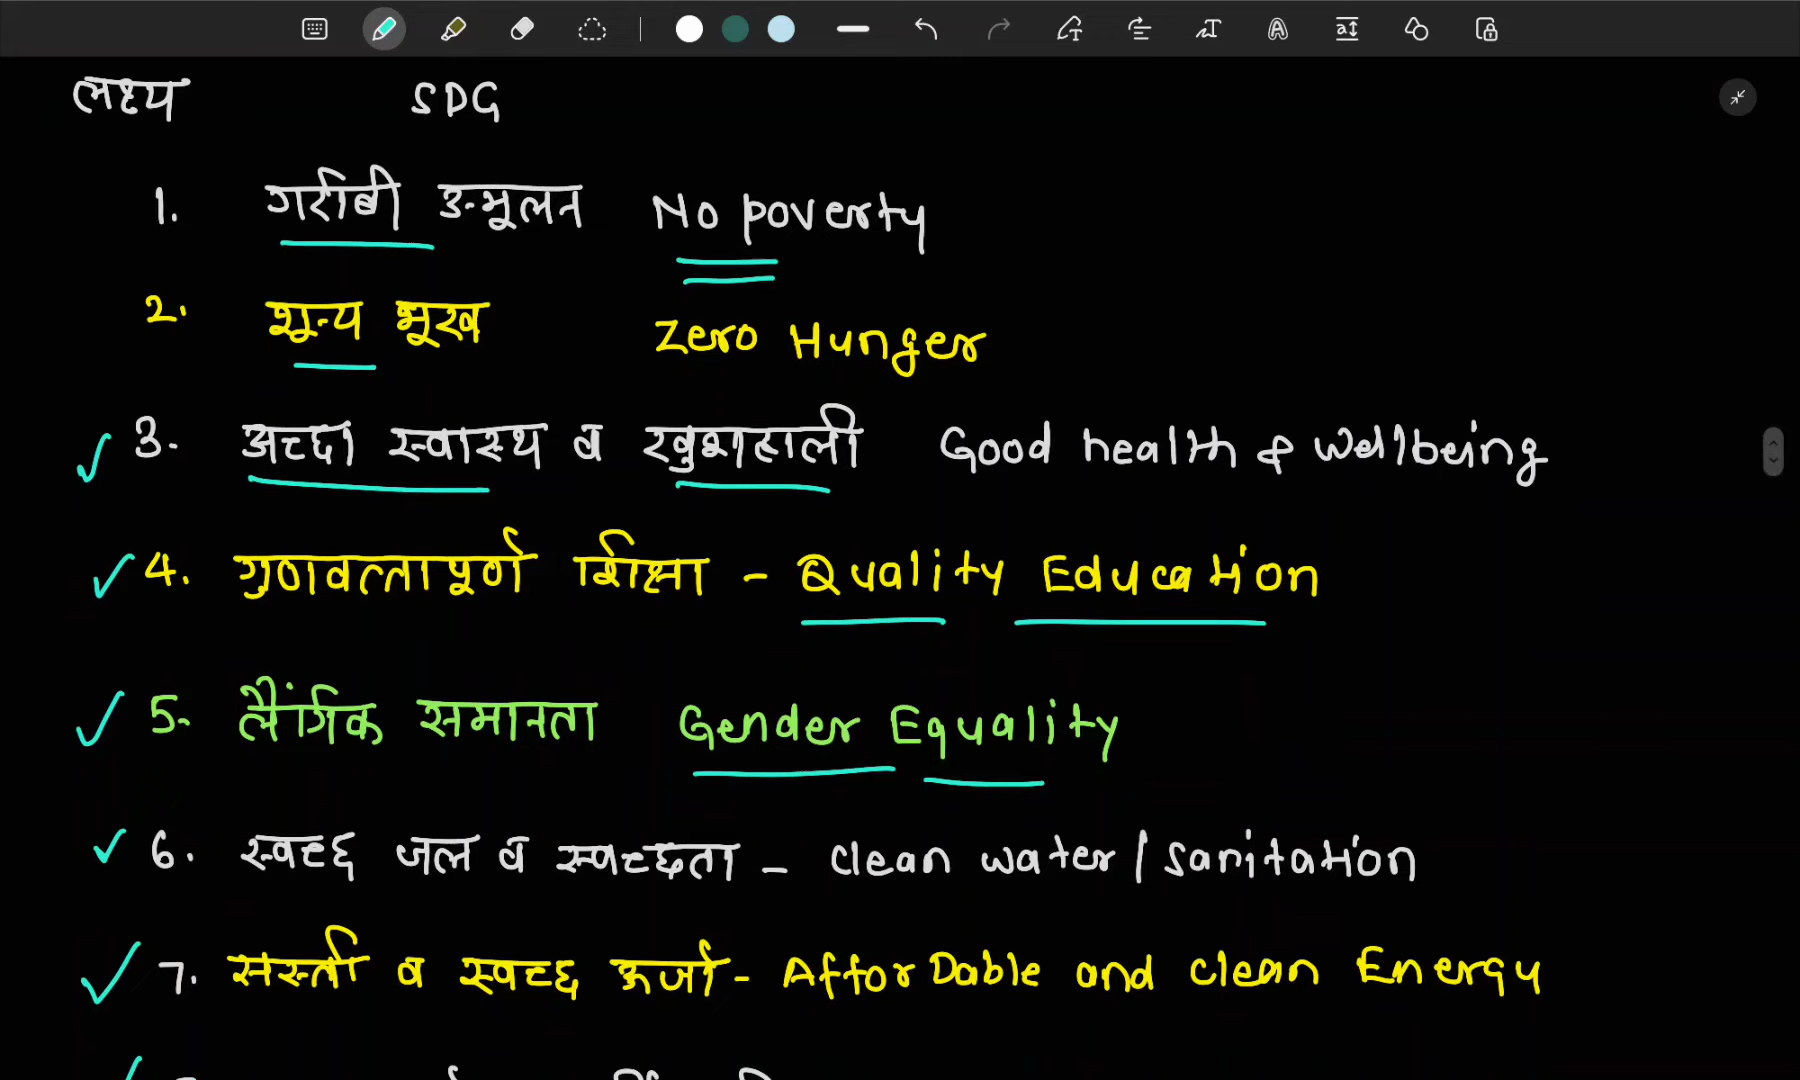 लक्ष्य SDG
1. गरीबी उन्मूलन No poverty
2. शून्य भूख Zero Hunger
3. अच्छा स्वास्थ्य व खुशहाली Good health & wellbeing
4. गुणवत्तापूर्ण शिक्षा - Quality Education
5. लैंगिक समानता Gender Equality
6. स्वच्छ जल व स्वच्छता - clean water / sanitation
7. सस्ती व स्वच्छ ऊर्जा - AfforDable and clean Energy